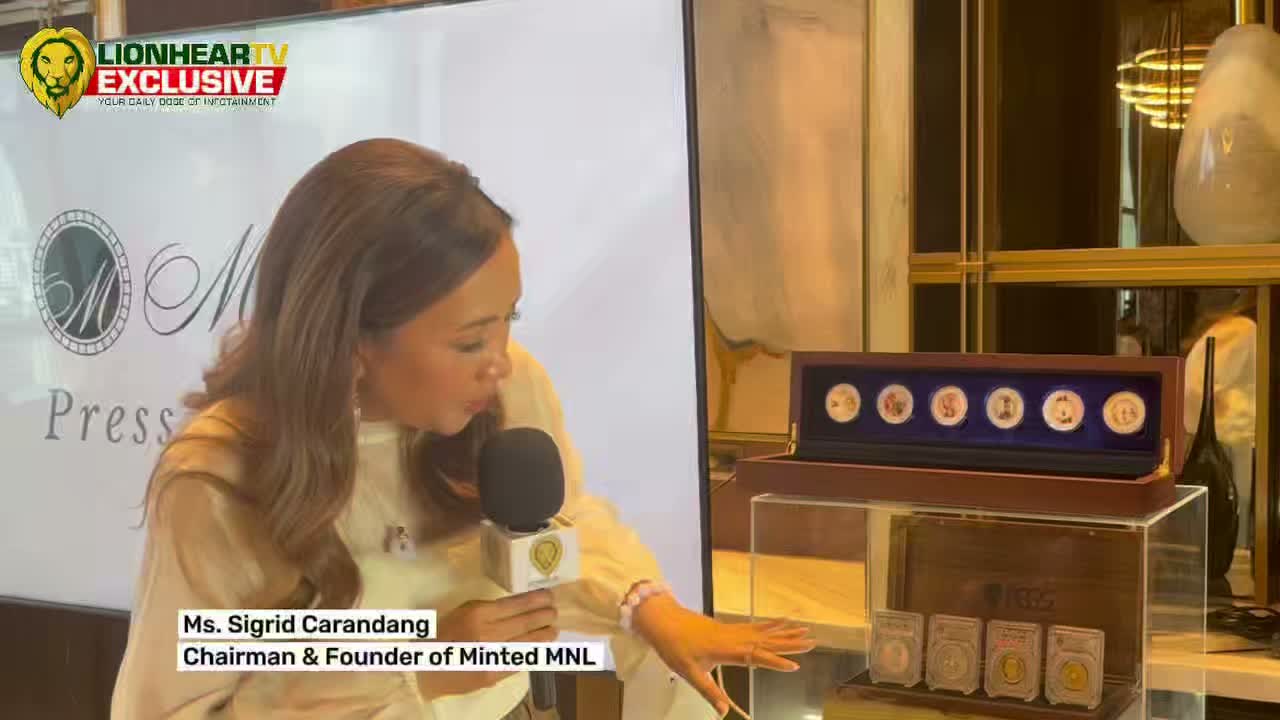 LIONHEARTV
EXCLUSIVE
YOUR DAILY DOSE OF INFOTAINMENT
M
M
Press
Ms. Sigrid Carandang
Chairman & Founder of Minted MNL